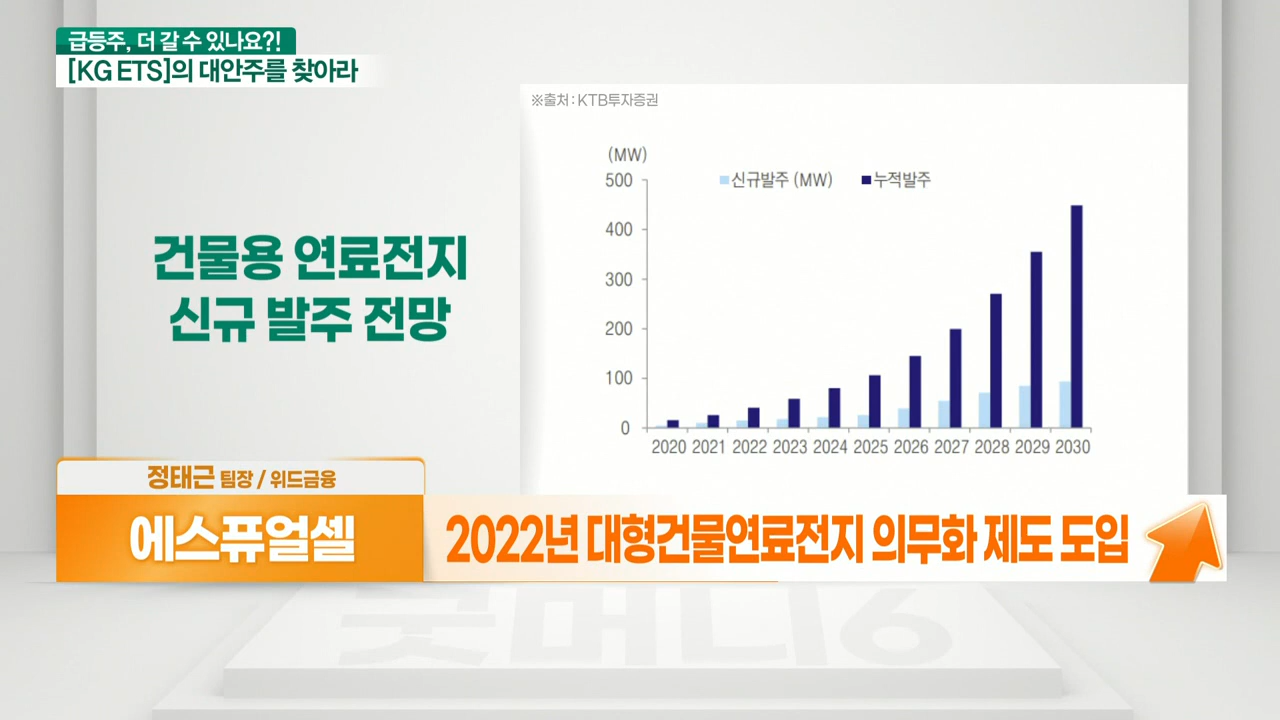 급등주, 더 갈 수 있나요?!
[KG ETS]의 대안주를 찾아라
※출처 : KTB투자증권
건물용 연료전지
신규 발주 전망
(MW)
신규발주 (MW) 누적발주
500
400
300
200
100
0
2020 2021 2022 2023 2024 2025 2026 2027 2028 2029 2030
정태근 팀장 / 위드금융
에스퓨얼셀
2022년 대형건물연료전지 의무화 제도 도입
굿머니6